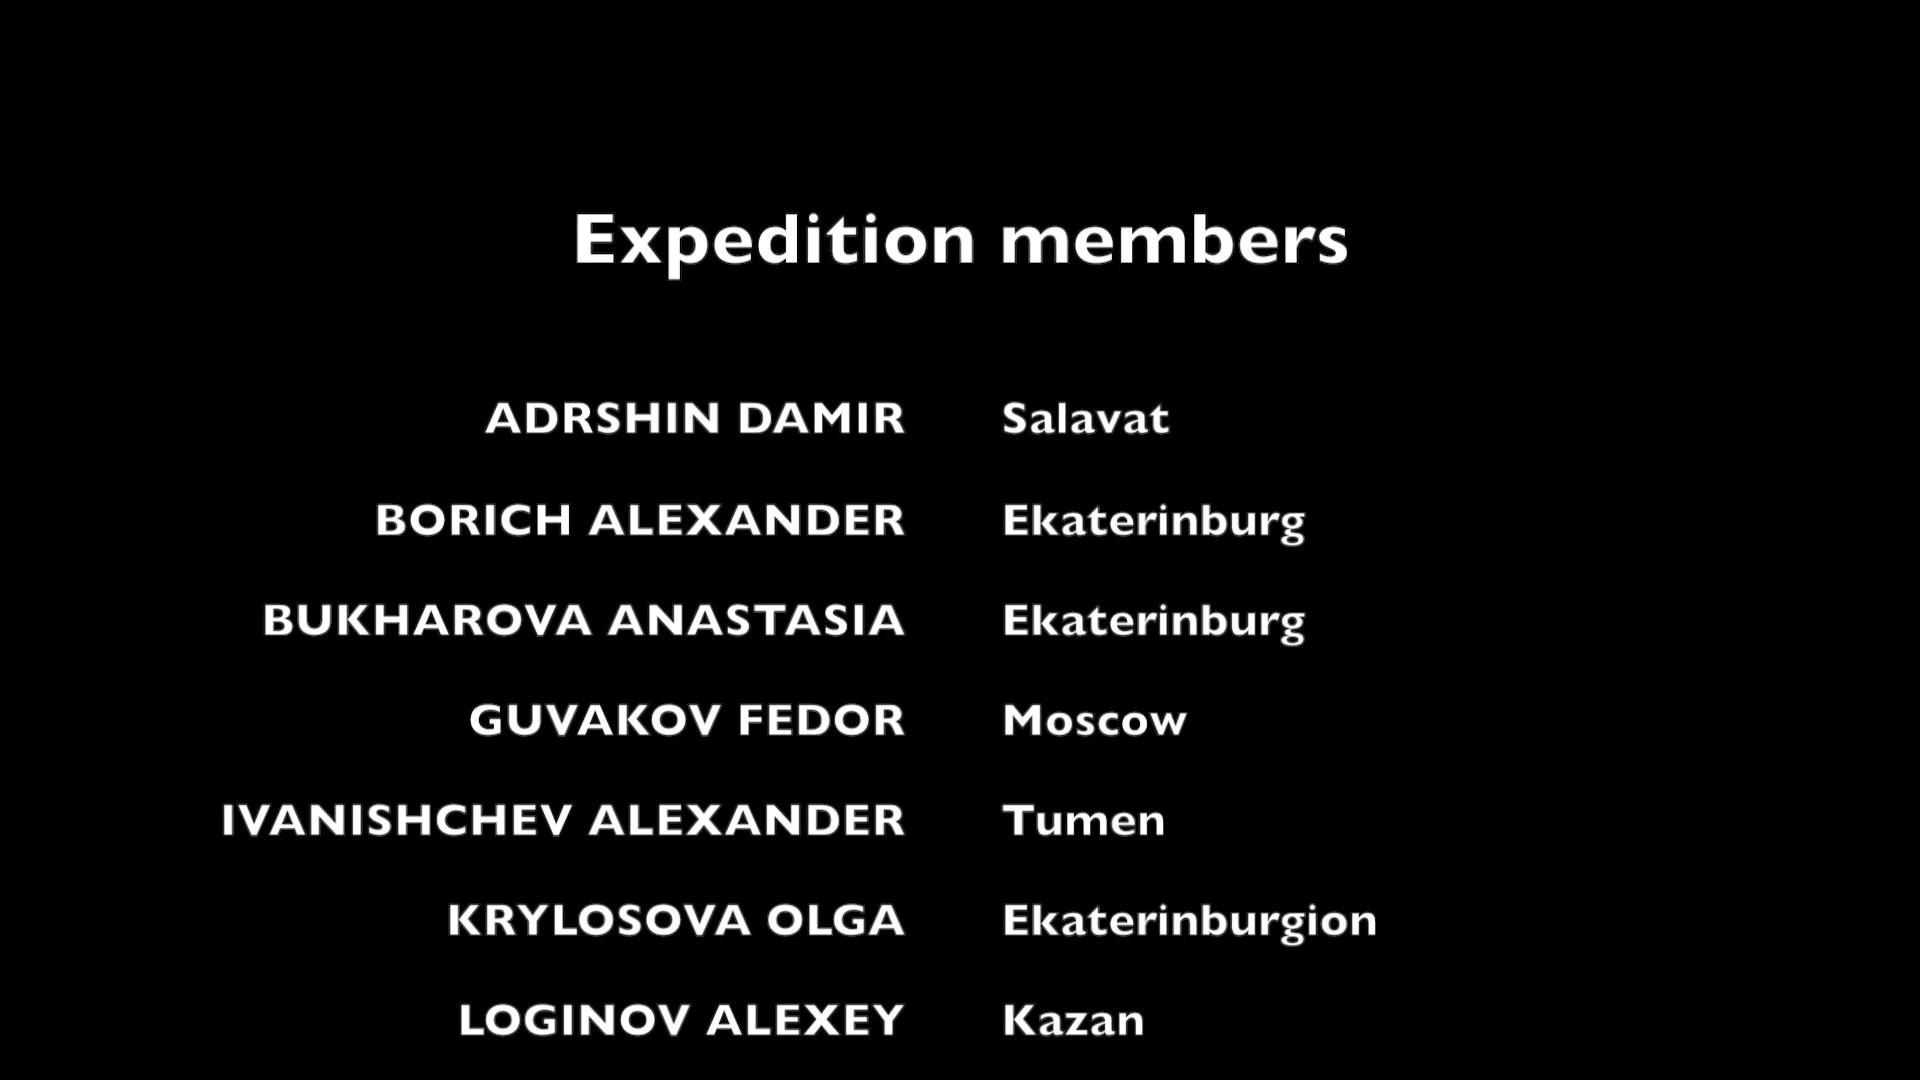 Expedition members
ADRSHIN DAMIR Salavat
BORICH ALEXANDER Ekaterinburg
BUKHAROVA ANASTASIA Ekaterinburg
GUVAKOV FEDOR Moscow
IVANISHCHEV ALEXANDER Tumen
KRYLOSOVA OLGA Ekaterinburgion
LOGINOV ALEXEY Kazan